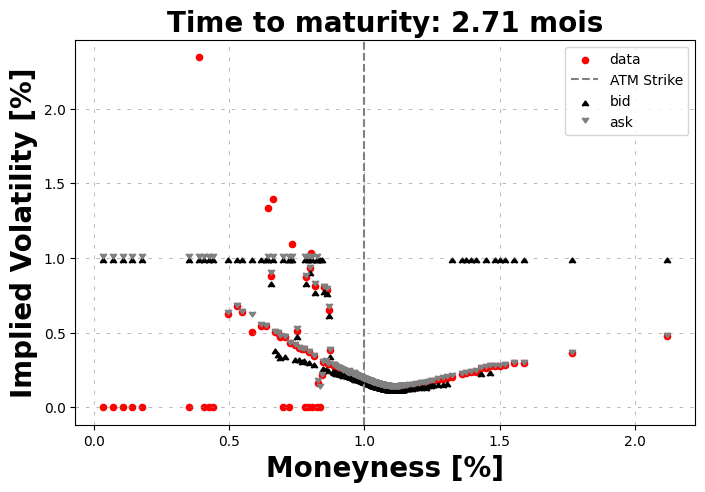 Time to maturity: 2.71 mois
Implied Volatility [%]
2.0
1.5
1.0
0.5
0.0
data
ATM Strike
bid
ask
0.0 0.5 1.0 1.5 2.0
Moneyness [%]